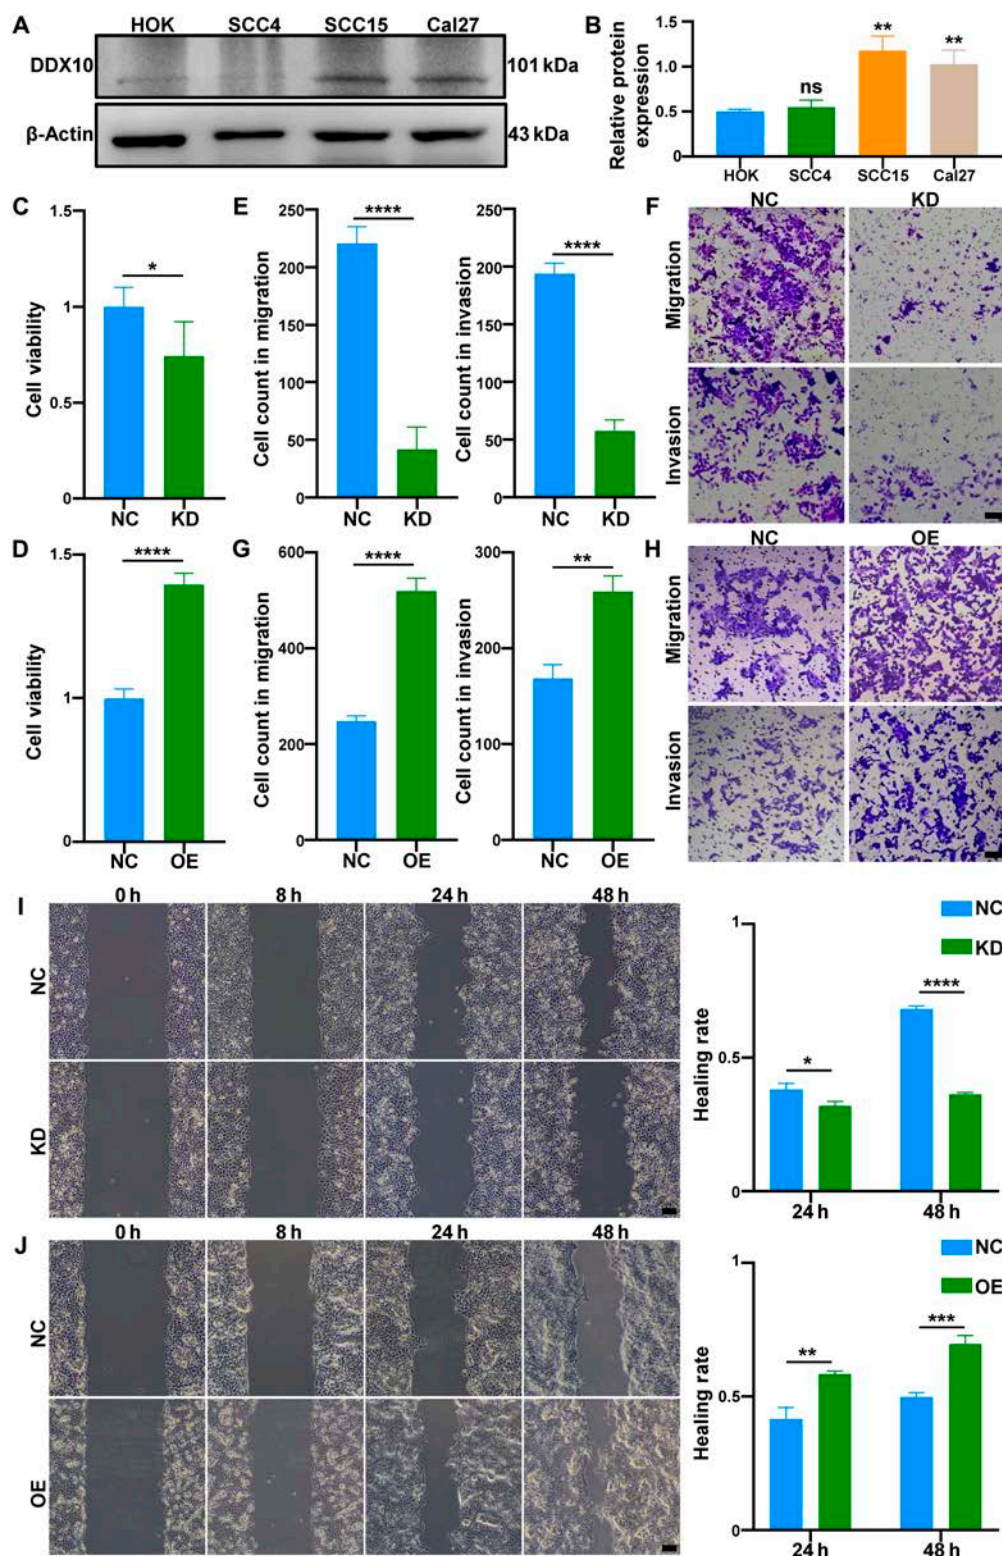 A
HOK SCC4 SCC15 Cal27
DDX10 101 kDa
β-Actin 43 kDa
B
Relative protein
expression
1.5
1.0
0.5
0.0
ns
**
**
HOK SCC4 SCC15 Cal27
C
Cell viability
1.5
1
0.5
0
*
NC KD
E
Cell count in migration
250
200
150
100
50
0
****
NC KD
Cell count in invasion
250
200
150
100
50
0
****
NC KD
F
NC KD
Migration
Invasion
D
Cell viability
1.5
1
0
****
NC OE
G
Cell count in migration
600
400
200
0
****
NC OE
Cell count in invasion
300
200
100
0
**
NC OE
H
NC OE
Migration
Invasion
I
0 h 8 h 24 h 48 h
NC
KD
Healing rate
1
0.5
0
NC
KD
*
****
24 h 48 h
J
0 h 8 h 24 h 48 h
NC
OE
Healing rate
1
0.5
0
NC
OE
**
***
24 h 48 h